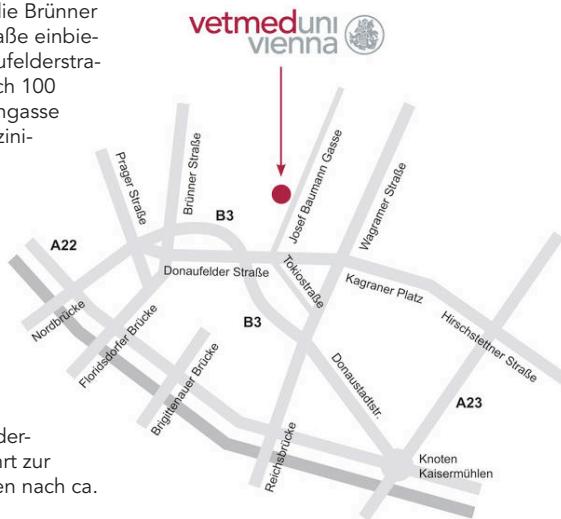 die Brünner
aße einbie-
ufelderstra-
ch 100
ngasse
zini-
vetmeduni
vienna
Prager Straße
Brünner Straße
Josef Baumann Gasse
Wagramer Straße
B3
A22
Donaufelder Straße
Tokiostraße
Kagraner Platz
Nordbrücke
Floridsdorfer Brücke
B3
Hirschstettner Straße
Brigittenauer Brücke
Donaustadtstr.
A23
Reichsbrücke
Knoten
Kaisermühlen
der-
rt zur
en nach ca.